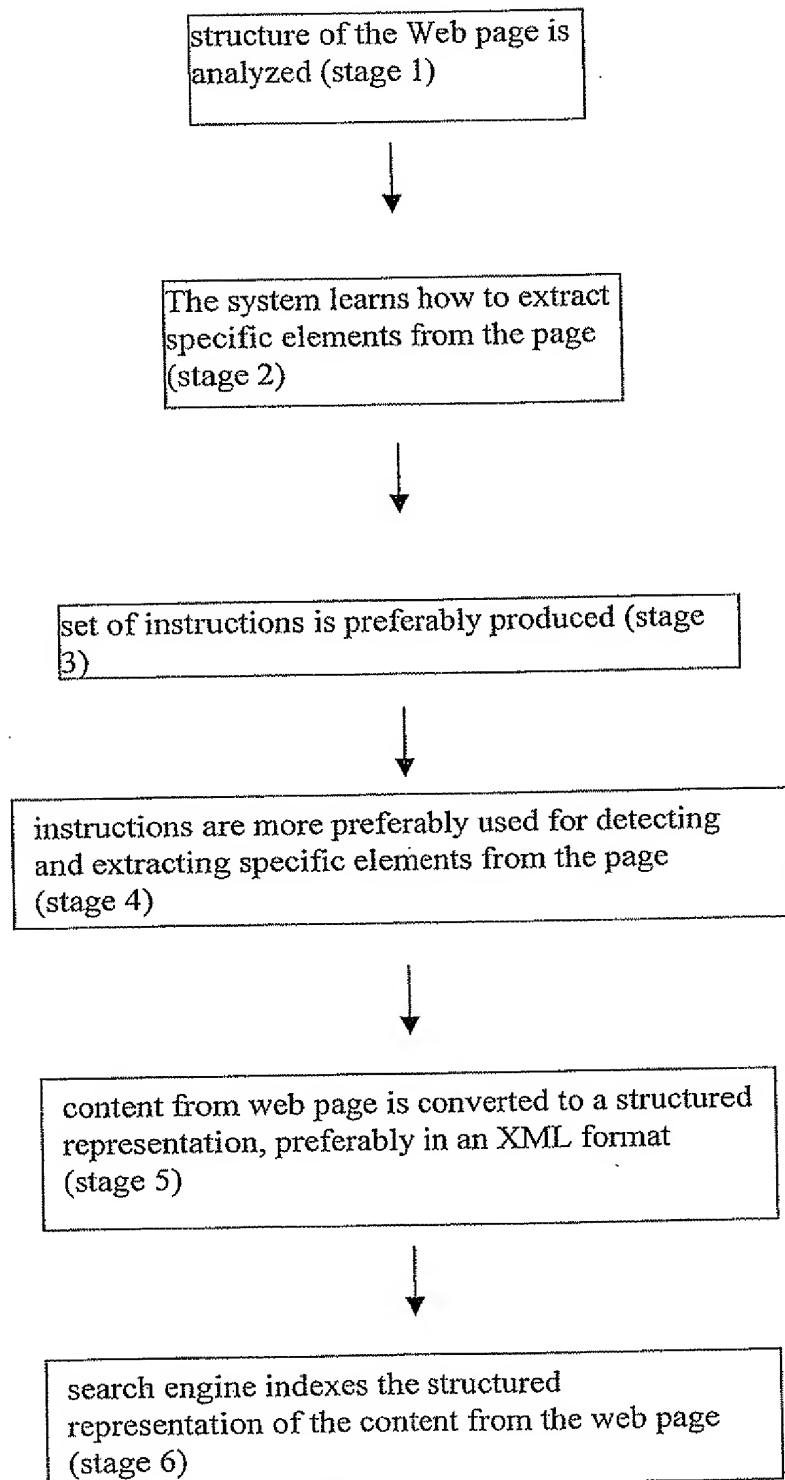 structure of the Web page is
analyzed (stage 1)
The system learns how to extract
specific elements from the page
(stage 2)
set of instructions is preferably produced (stage
3)
instructions are more preferably used for detecting
and extracting specific elements from the page
(stage 4)
content from web page is converted to a structured
representation, preferably in an XML format
(stage 5)
search engine indexes the structured
representation of the content from the web page
(stage 6)